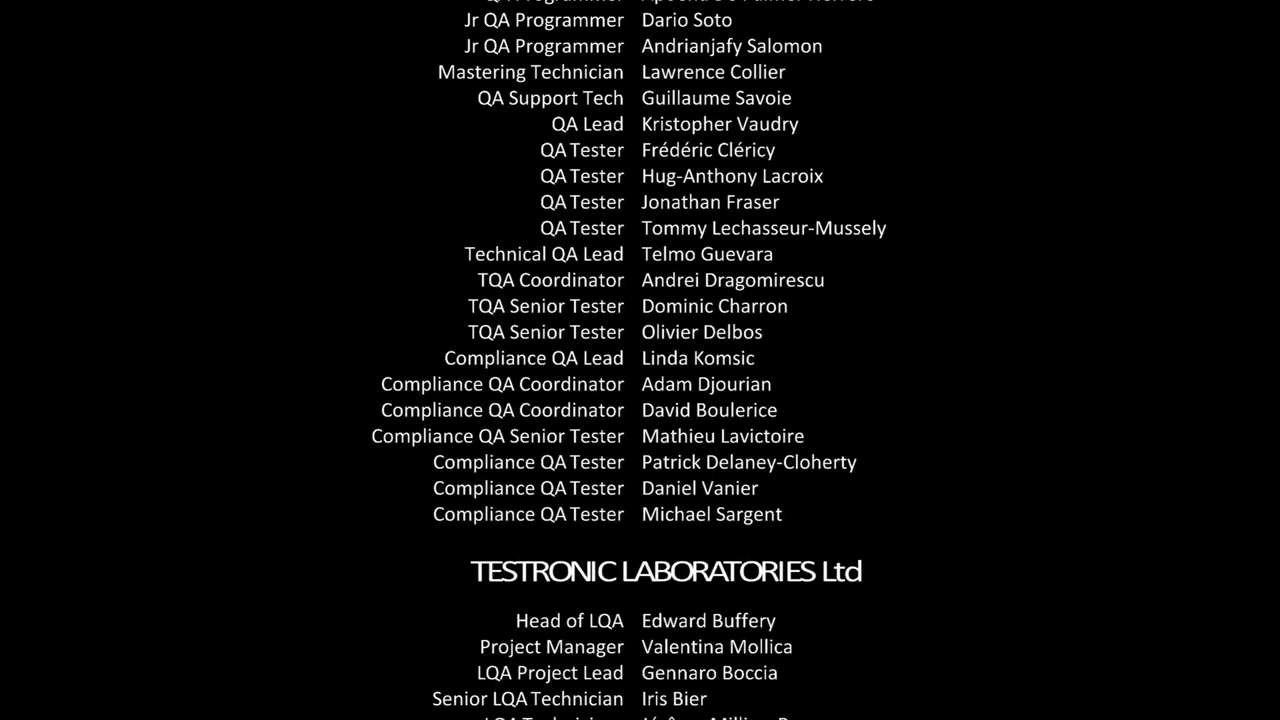 Jr QA Programmer Dario Soto
Jr QA Programmer Andrianjafy Salomon
Mastering Technician Lawrence Collier
QA Support Tech Guillaume Savoie
QA Lead Kristopher Vaudry
QA Tester Frédéric Cléricy
QA Tester Hug-Anthony Lacroix
QA Tester Jonathan Fraser
QA Tester Tommy Lechasseur-Mussely
Technical QA Lead Telmo Guevara
TQA Coordinator Andrei Dragomirescu
TQA Senior Tester Dominic Charron
TQA Senior Tester Olivier Delbos
Compliance QA Lead Linda Komsic
Compliance QA Coordinator Adam Djourian
Compliance QA Coordinator David Boulerice
Compliance QA Senior Tester Mathieu Lavictoire
Compliance QA Tester Patrick Delaney-Cloherty
Compliance QA Tester Daniel Vanier
Compliance QA Tester Michael Sargent
TESTRONIC LABORATORIES Ltd
Head of LQA Edward Buffery
Project Manager Valentina Mollica
LQA Project Lead Gennaro Boccia
Senior LQA Technician Iris Bier